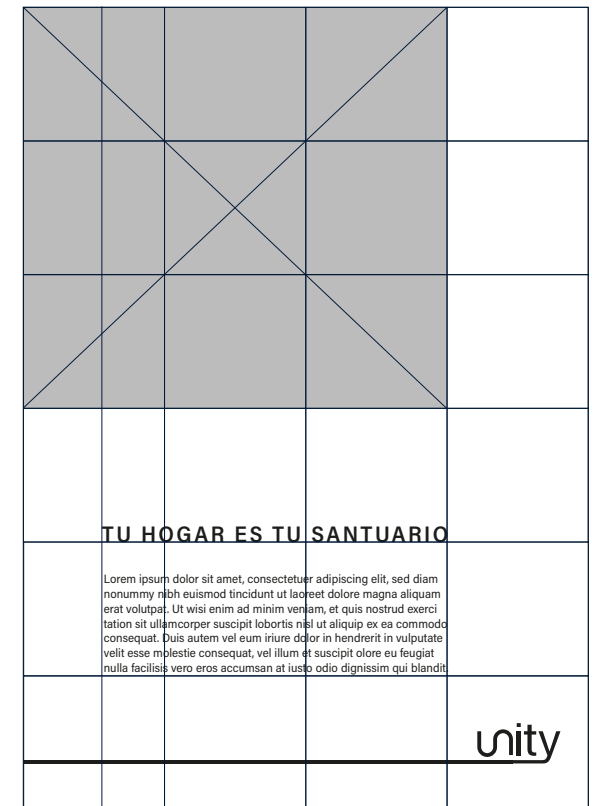 TU HOGAR ES TU SANTUARIO
Lorem ipsum dolor sit amet, consectetuer adipiscing elit, sed diam
nonummy nibh euismod tincidunt ut laoreet dolore magna aliquam
erat volutpat. Ut wisi enim ad minim veniam, et quis nostrud exerci
tation sit ullamcorper suscipit lobortis nisl ut aliquip ex ea commodo
consequat. Duis autem vel eum iriure dolor in hendrerit in vulputate
velit esse molestie consequat, vel illum et suscipit olore eu feugiat
nulla facilisis vero eros accumsan at iusto odio dignissim qui blandit.
unity